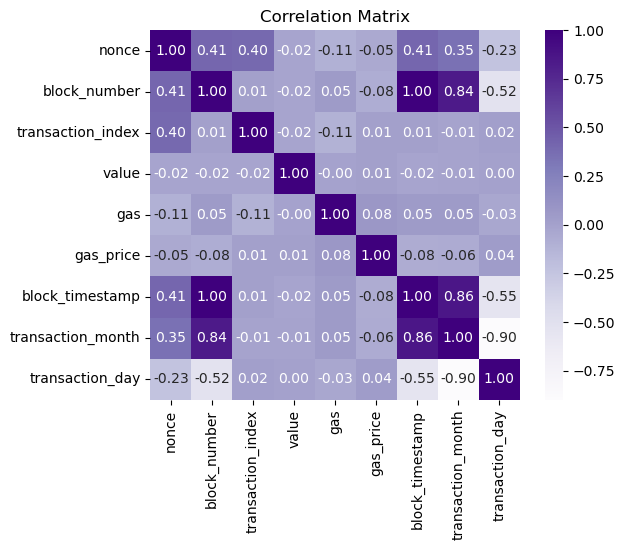 Correlation Matrix
nonce 1.00 0.41 0.40 -0.02 -0.11 -0.05 0.41 0.35 -0.23
block_number 0.41 1.00 0.01 -0.02 0.05 -0.08 1.00 0.84 -0.52
transaction_index 0.40 0.01 1.00 -0.02 -0.11 0.01 0.01 -0.01 0.02
value -0.02 -0.02 -0.02 1.00 -0.00 0.01 -0.02 -0.01 0.00
gas -0.11 0.05 -0.11 -0.00 1.00 0.08 0.05 0.05 -0.03
gas_price -0.05 -0.08 0.01 0.01 0.08 1.00 -0.08 -0.06 0.04
block_timestamp 0.41 1.00 0.01 -0.02 0.05 -0.08 1.00 0.86 -0.55
transaction_month 0.35 0.84 -0.01 -0.01 0.05 -0.06 0.86 1.00 -0.90
transaction_day -0.23 -0.52 0.02 0.00 -0.03 0.04 -0.55 -0.90 1.00
nonce
block_number
transaction_index
value
gas
gas_price
block_timestamp
transaction_month
transaction_day
1.00
0.75
0.50
0.25
0.00
-0.25
-0.50
-0.75